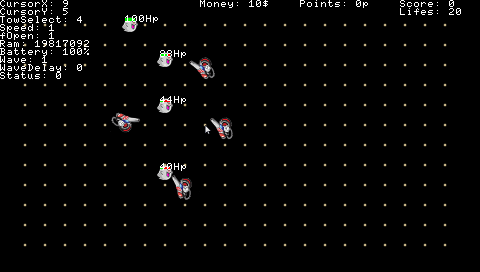 CursorX: 9
CursorY: 5
TowSelect: 4
Speed: 1
fOpen: 1
Ram: 19817092
Battery: 100%
Wave: 1
WaveDelay: 0
Status: 0
Money: 10$
Points: 0p
Score: 0
Lifes: 20
100Hp
88Hp
44Hp
40Hp